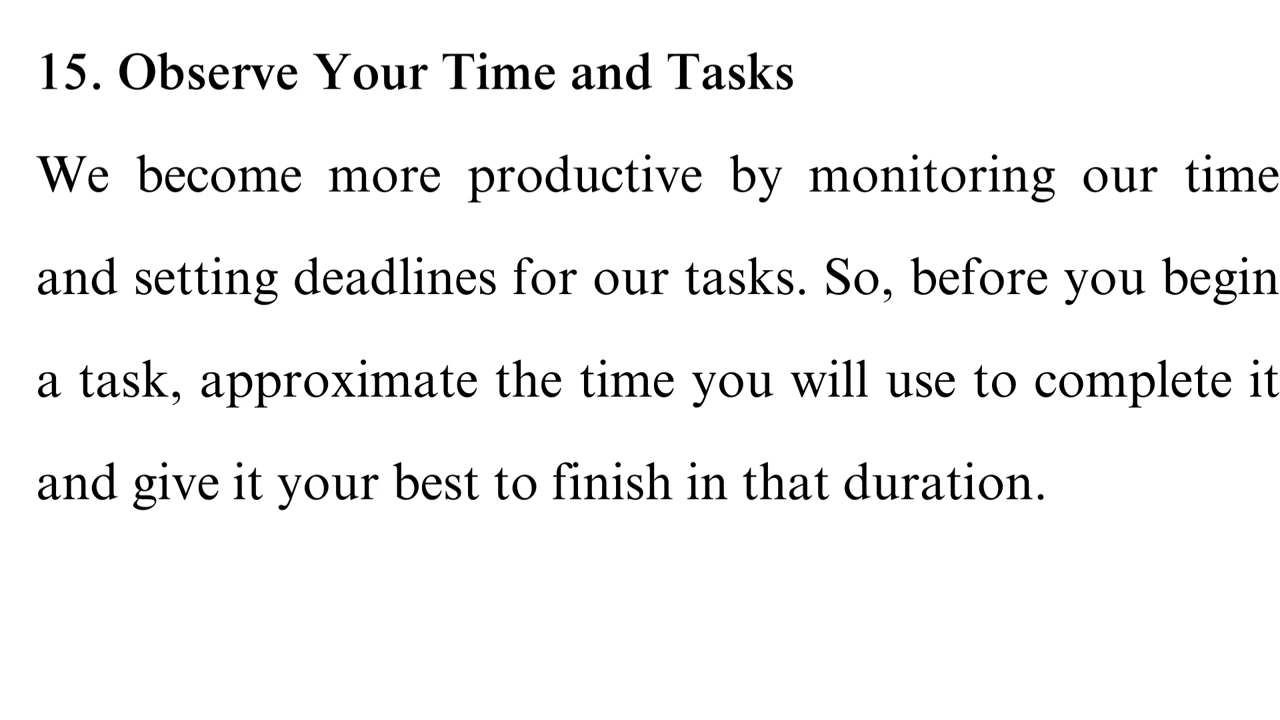 15. Observe Your Time and Tasks
We become more productive by monitoring our time
and setting deadlines for our tasks. So, before you begin
a task, approximate the time you will use to complete it
and give it your best to finish in that duration.